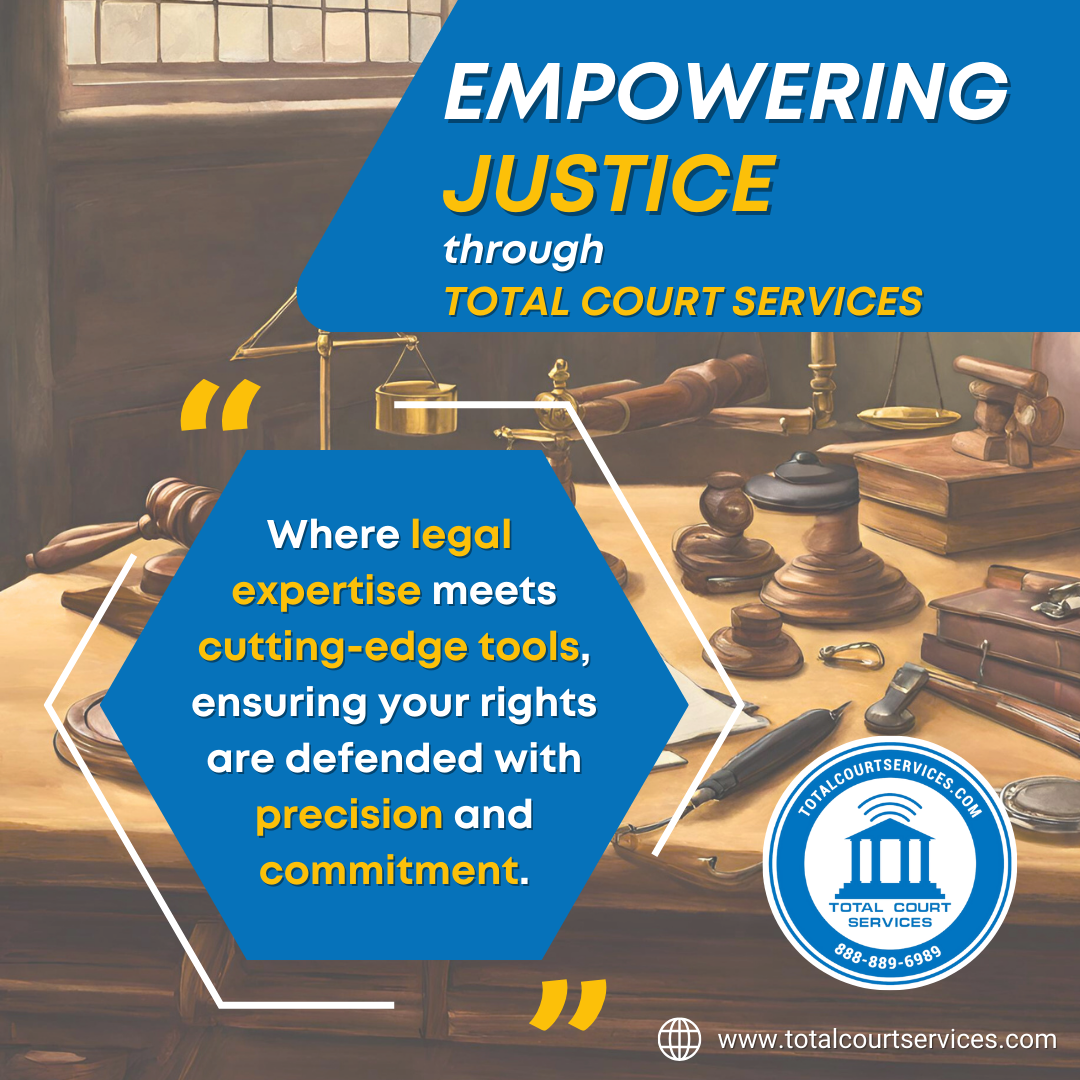 EMPOWERING
JUSTICE
through
TOTAL COURT SERVICES
“
Where legal
expertise meets
cutting-edge tools,
ensuring your rights
are defended with
precision and
commitment.
”
TOTALCOURTSERVICES.COM
TOTAL COURT
SERVICES
888-889-6989
www.totalcourtservices.com